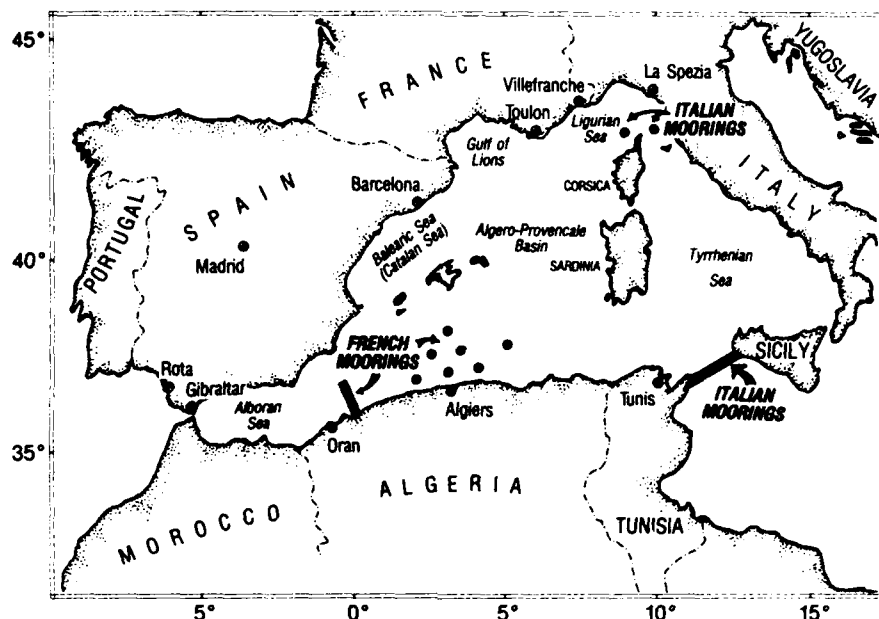 45°
40°
35°
5°
0°
5°
10°
15°
FRANCE
YUGOSLAVIA
La Spezia
Villefranche
Toulon
Ligurian
Sea
ITALIAN
MOORINGS
Gulf of
Lions
ITALY
CORSICA
Barcelona
SPAIN
PORTUGAL
Madrid
Balearic Sea
(Catalan Sea)
Algero-Provencale
Basin
SARDINIA
Tyrrhenian
Sea
FRENCH
MOORINGS
SICILY
Rota
Gibraltar
Alboran
Sea
Oran
Algiers
Tunis
ITALIAN
MOORINGS
ALGERIA
MOROCCO
TUNISIA